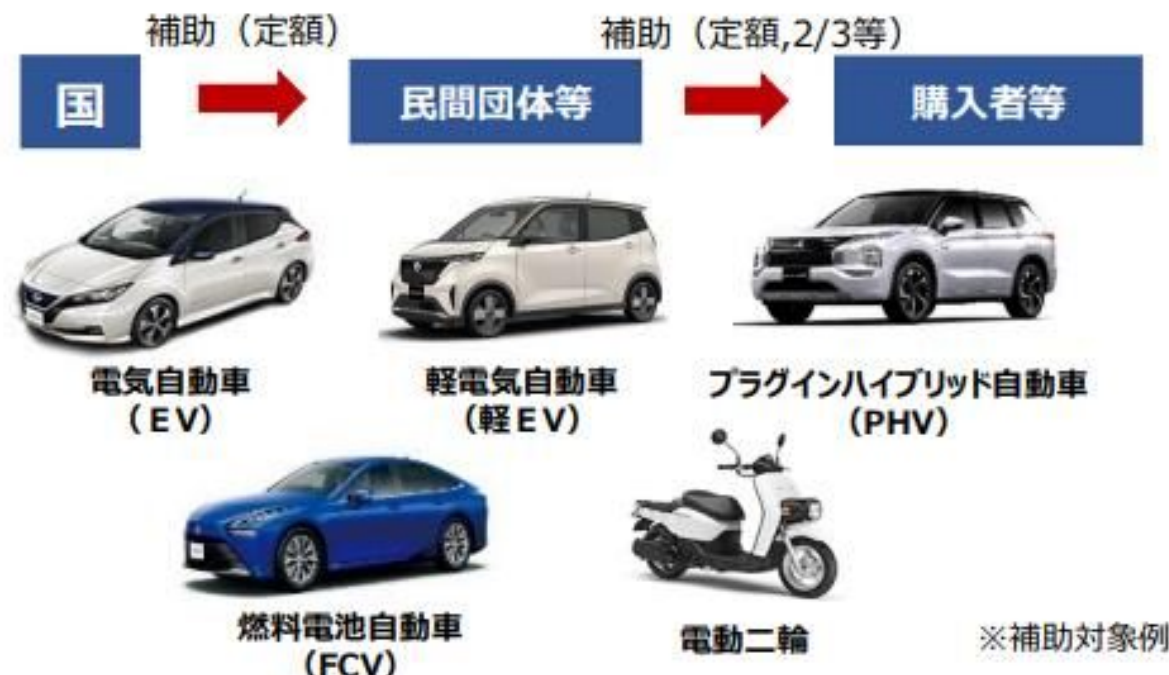 補助（定額）
補助（定額,2/3等）
国
民間団体等
購入者等
電気自動車
（ＥＶ）
軽電気自動車
（軽ＥＶ）
プラグインハイブリッド自動車
（PHV）
燃料電池自動車
（FCV）
電動二輪
※補助対象例